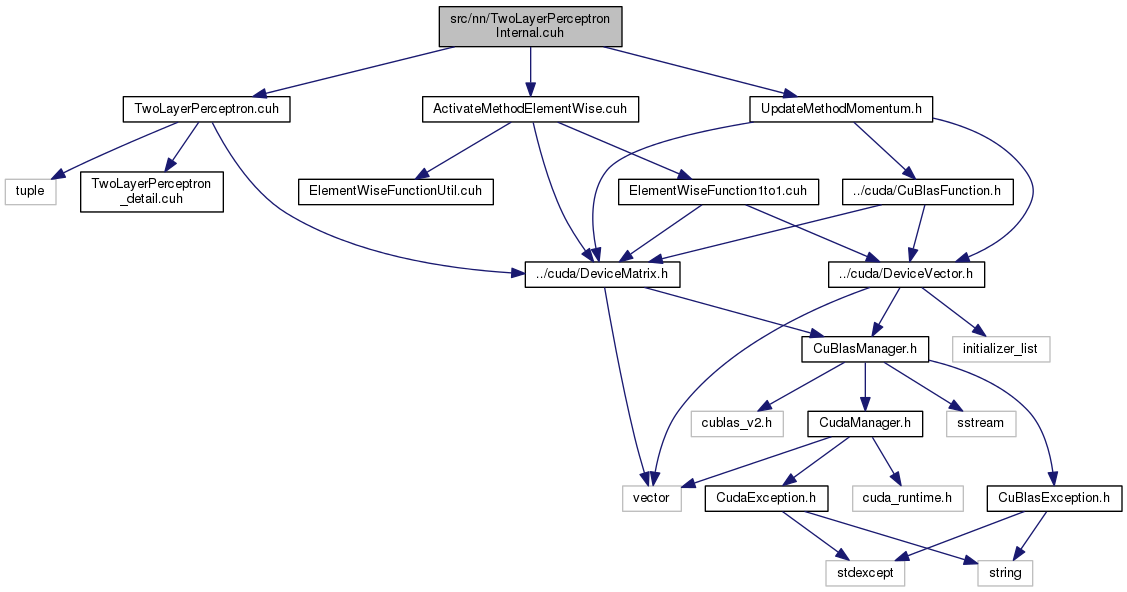 src/nn/TwoLayerPerceptron
Internal.cuh
TwoLayerPerceptron.cuh
ActivateMethodElementWise.cuh
UpdateMethodMomentum.h
tuple
TwoLayerPerceptron
_detail.cuh
ElementWiseFunctionUtil.cuh
ElementWiseFunction1to1.cuh
../cuda/CuBlasFunction.h
../cuda/DeviceMatrix.h
../cuda/DeviceVector.h
CuBlasManager.h
initializer_list
cublas_v2.h
CudaManager.h
sstream
vector
CudaException.h
cuda_runtime.h
CuBlasException.h
stdexcept
string